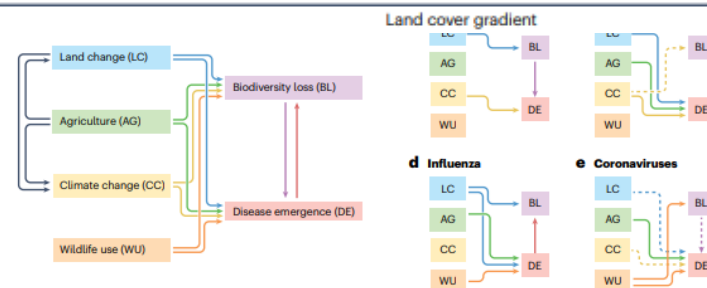 Land cover gradient
Land change (LC)
Agriculture (AG)
Climate change (CC)
Wildlife use (WU)
Biodiversity loss (BL)
Disease emergence (DE)
LC
AG
CC
WU
BL
DE
LC
AG
CC
WU
BL
DE
d Influenza
LC
AG
CC
WU
BL
DE
e Coronaviruses
LC
AG
CC
WU
BL
DE